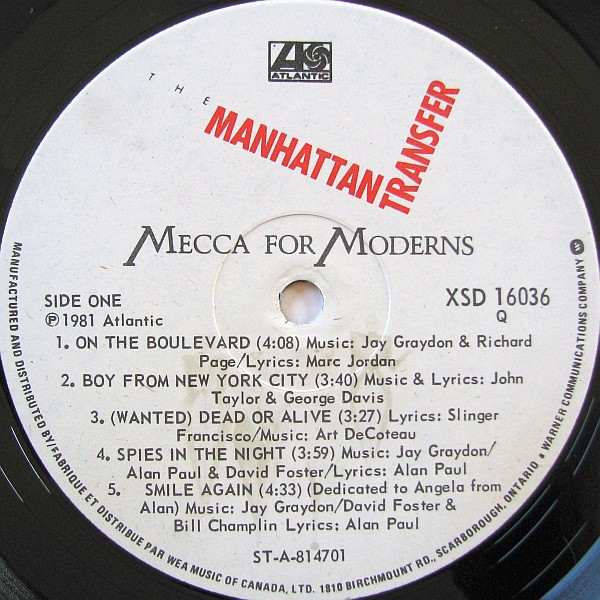 ATLANTIC
THE
MANHATTAN
TRANSFER
MECCA FOR MODERNS
SIDE ONE
℗ 1981 Atlantic
XSD 16036
Q
1. ON THE BOULEVARD (4:08) Music: Jay Graydon & Richard
Page/Lyrics: Marc Jordan
2. BOY FROM NEW YORK CITY (3:40) Music & Lyrics: John
Taylor & George Davis
3. (WANTED) DEAD OR ALIVE (3:27) Lyrics: Slinger
Francisco/Music: Art DeCoteau
4. SPIES IN THE NIGHT (3:59) Music: Jay Graydon/
Alan Paul & David Foster/Lyrics: Alan Paul
5. SMILE AGAIN (4:33) (Dedicated to Angela from
Alan) Music: Jay Graydon/David Foster &
Bill Champlin Lyrics: Alan Paul
ST-A-814701
MANUFACTURED AND DISTRIBUTED BY/FABRIQUE ET DISTRIBUE PAR WEA MUSIC OF CANADA, LTD. 1810 BIRCHMOUNT RD., SCARBOROUGH, ONTARIO • WARNER COMMUNICATIONS COMPANY